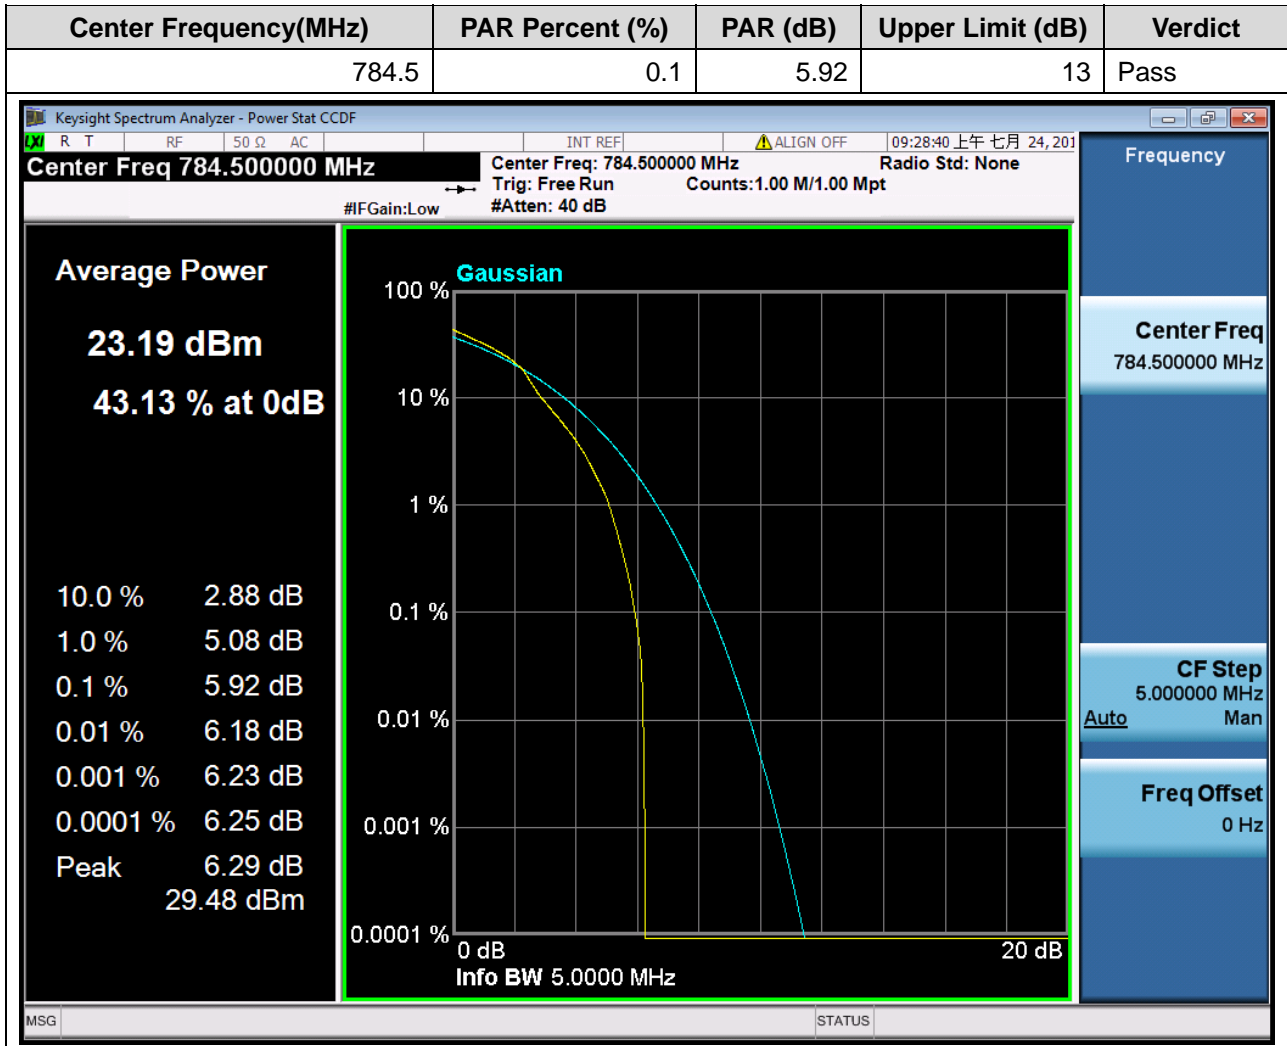 Center Frequency(MHz) PAR Percent (%) PAR (dB) Upper Limit (dB) Verdict
784.5 0.1 5.92 13 Pass
Keysight Spectrum Analyzer - Power Stat CCDF
LXI R T RF 50 Ω AC INT REF ALIGN OFF 09:28:40 上午 七月 24, 201
Center Freq 784.500000 MHz
#IFGain:Low
Center Freq: 784.500000 MHz Radio Std: None
Trig: Free Run Counts:1.00 M/1.00 Mpt
#Atten: 40 dB
Average Power
23.19 dBm
43.13 % at 0dB
10.0 % 2.88 dB
1.0 % 5.08 dB
0.1 % 5.92 dB
0.01 % 6.18 dB
0.001 % 6.23 dB
0.0001 % 6.25 dB
Peak 6.29 dB
29.48 dBm
Gaussian
100 %
10 %
1 %
0.1 %
0.01 %
0.001 %
0.0001 %
0 dB 20 dB
Info BW 5.0000 MHz
Frequency
Center Freq
784.500000 MHz
CF Step
5.000000 MHz
Auto Man
Freq Offset
0 Hz
MSG STATUS